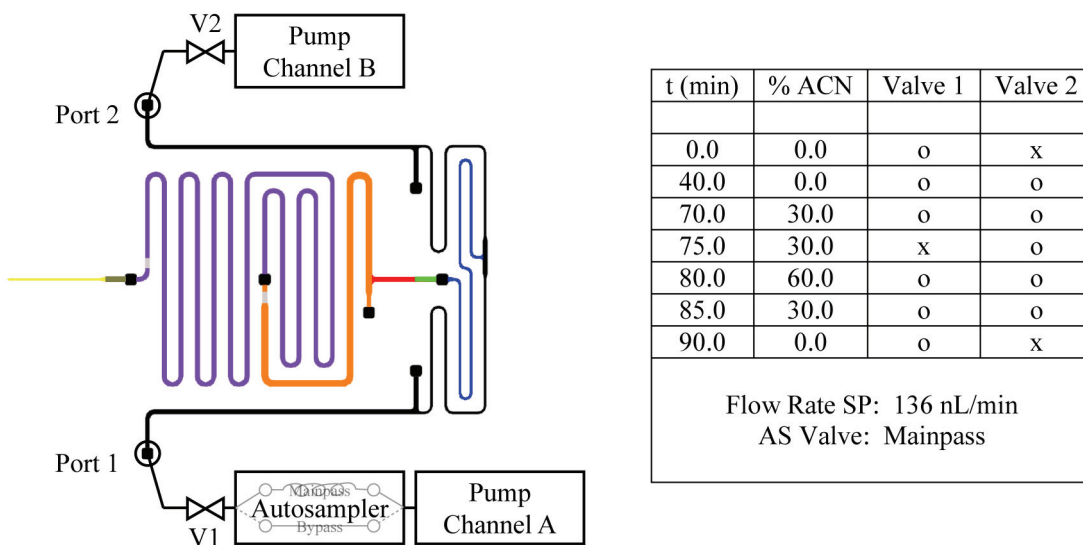 V2
Pump
Channel B
Port 2
Port 1
V1
Mainpass
Autosampler
Bypass
Pump
Channel A
t (min) % ACN Valve 1 Valve 2
0.0 0.0 o x
40.0 0.0 o o
70.0 30.0 o o
75.0 30.0 x o
80.0 60.0 o o
85.0 30.0 o o
90.0 0.0 o x
Flow Rate SP: 136 nL/min
AS Valve: Mainpass